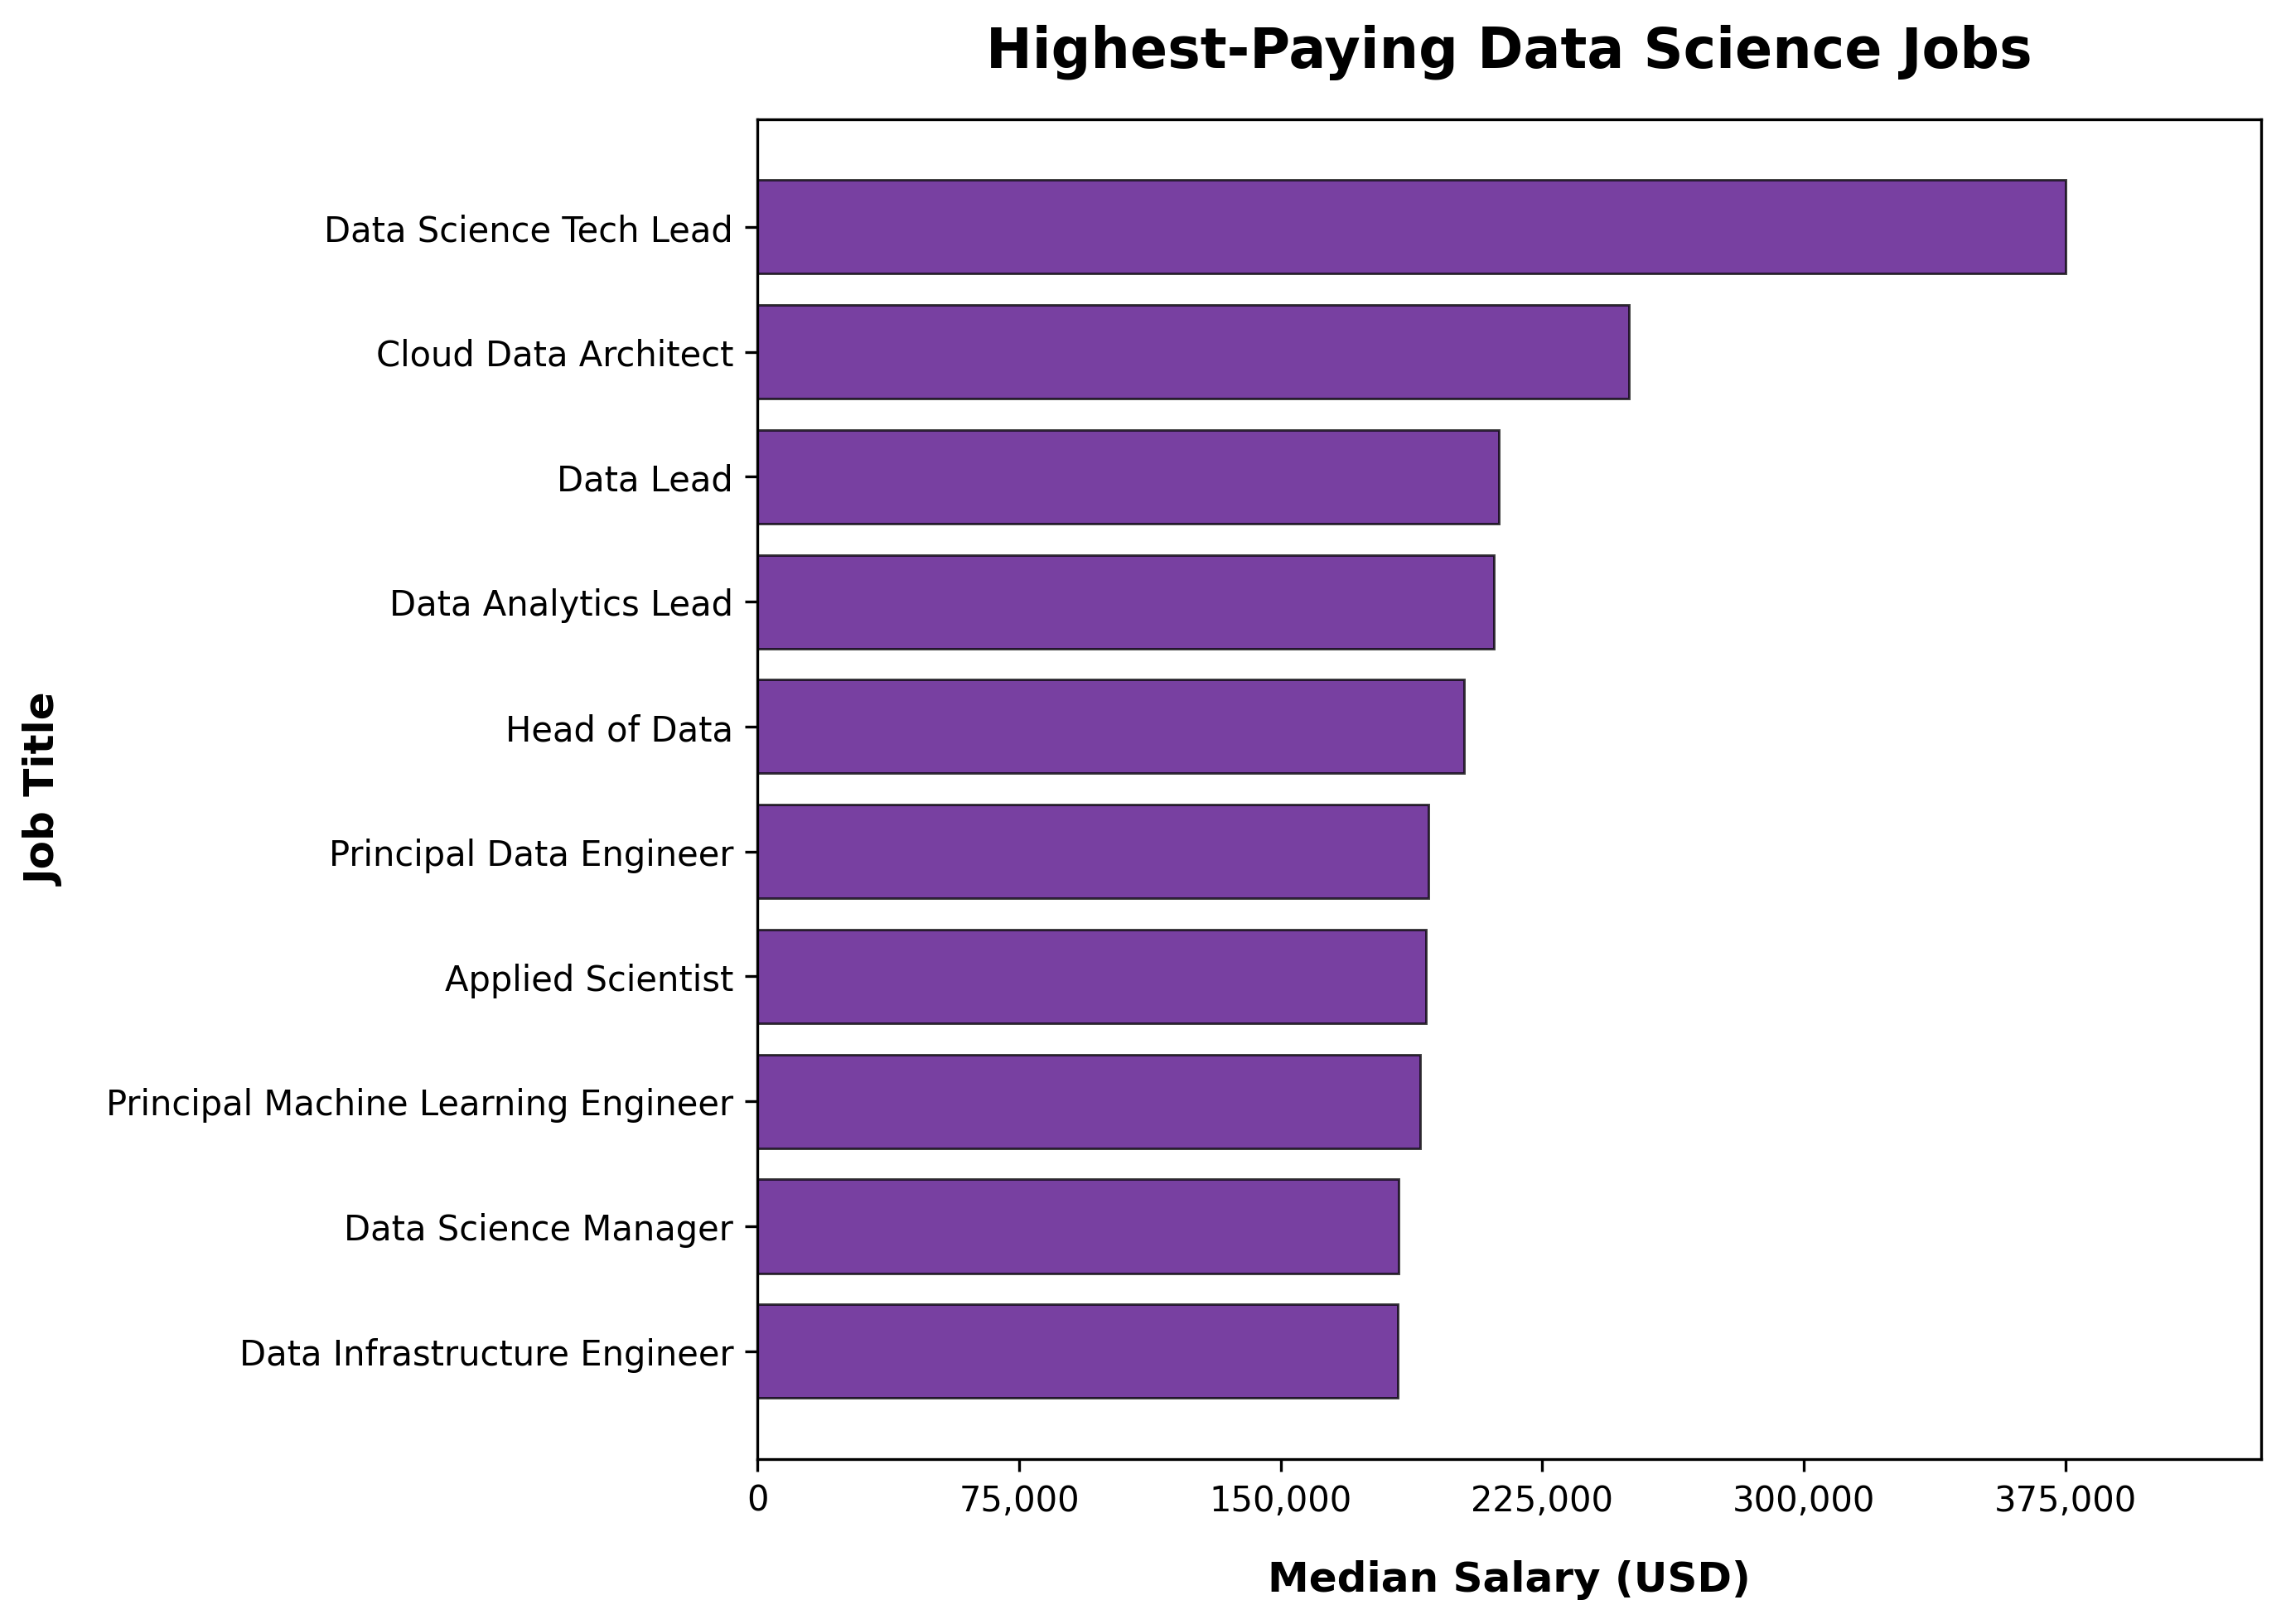 Highest-Paying Data Science Jobs
Job Title
Data Science Tech Lead
Cloud Data Architect
Data Lead
Data Analytics Lead
Head of Data
Principal Data Engineer
Applied Scientist
Principal Machine Learning Engineer
Data Science Manager
Data Infrastructure Engineer
0 75,000 150,000 225,000 300,000 375,000
Median Salary (USD)